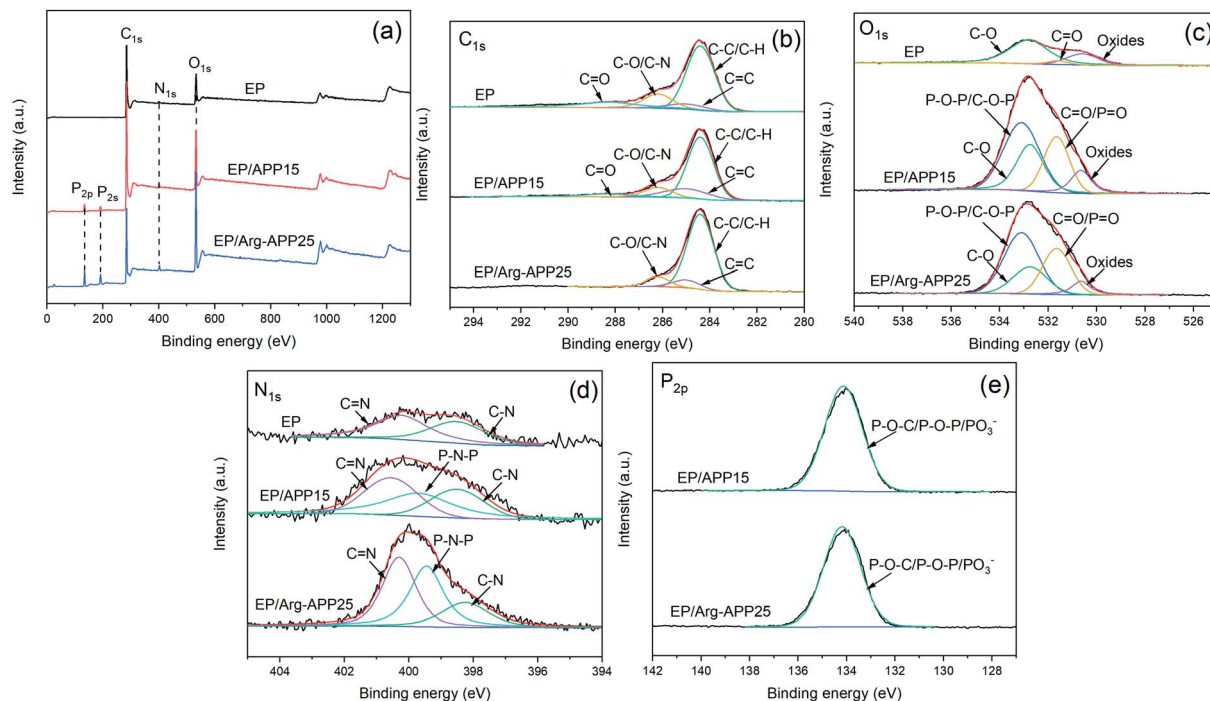 (a)
C1s
O1s
N1s
EP
EP/APP15
P2p
P2s
EP/Arg-APP25
Intensity (a.u.)
0 200 400 600 800 1000 1200
Binding energy (eV)
C1s
(b)
C-C/C-H
C-O/C-N
C=O
C=C
EP
C-C/C-H
C-O/C-N
C=O
C=C
EP/APP15
C-C/C-H
C-O/C-N
C=C
EP/Arg-APP25
Intensity (a.u.)
294 292 290 288 286 284 282 280
Binding energy (eV)
O1s
(c)
C-O
C=O
Oxides
EP
P-O-P/C-O-P
C=O/P=O
C-O
Oxides
EP/APP15
P-O-P/C-O-P
C=O/P=O
C-O
Oxides
EP/Arg-APP25
Intensity (a.u.)
540 538 536 534 532 530 528 526
Binding energy (eV)
N1s
(d)
C=N
C-N
EP
P-N-P
C=N
C-N
EP/APP15
P-N-P
C=N
C-N
EP/Arg-APP25
Intensity (a.u.)
404 402 400 398 396 394
Binding energy (eV)
P2p
(e)
P-O-C/P-O-P/PO3-
EP/APP15
P-O-C/P-O-P/PO3-
EP/Arg-APP25
Intensity (a.u.)
142 140 138 136 134 132 130 128
Binding energy (eV)